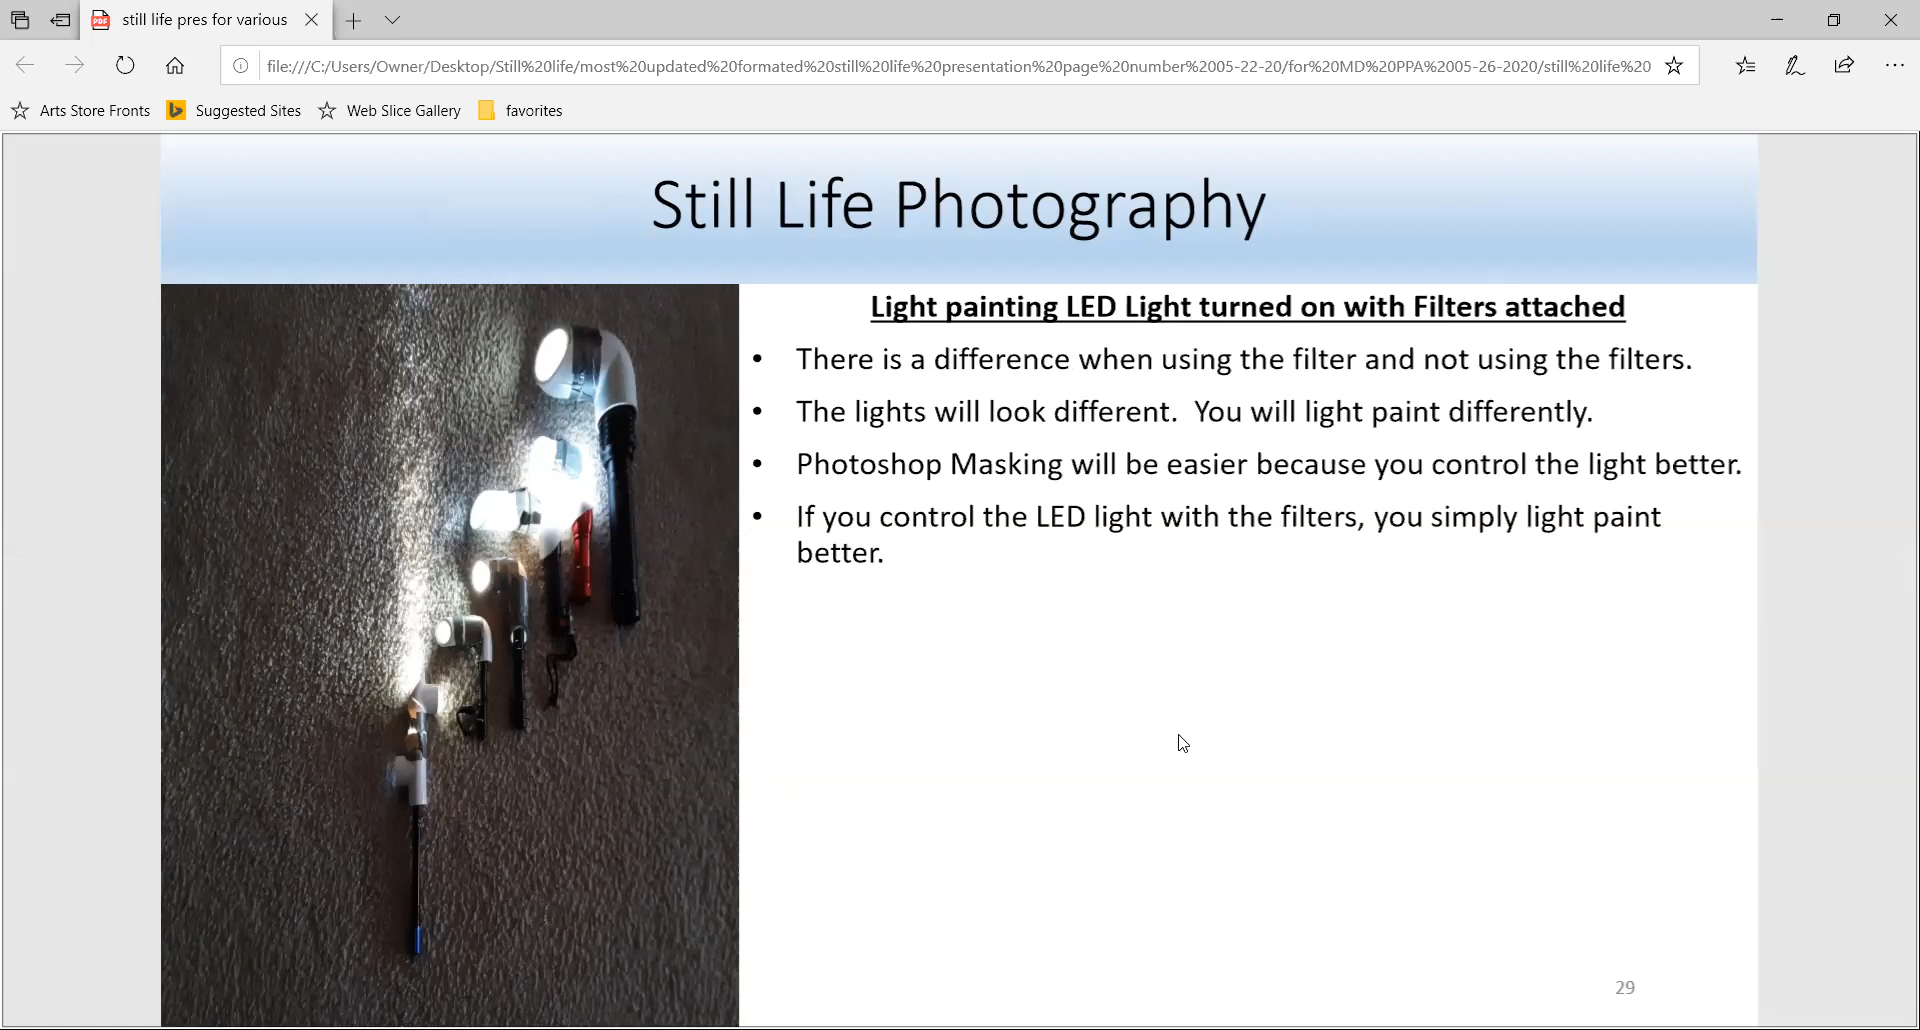 still life pres for various
file:///C:/Users/Owner/Desktop/Still%20life/most%20updated%20formated%20still%20life%20presentation%20page%20number%2005-22-20/for%20MD%20PPA%2005-26-2020/still%20life%20
Arts Store Fronts Suggested Sites Web Slice Gallery favorites
Still Life Photography
Light painting LED Light turned on with Filters attached
• There is a difference when using the filter and not using the filters.
• The lights will look different. You will light paint differently.
• Photoshop Masking will be easier because you control the light better.
• If you control the LED light with the filters, you simply light paint
better.
29